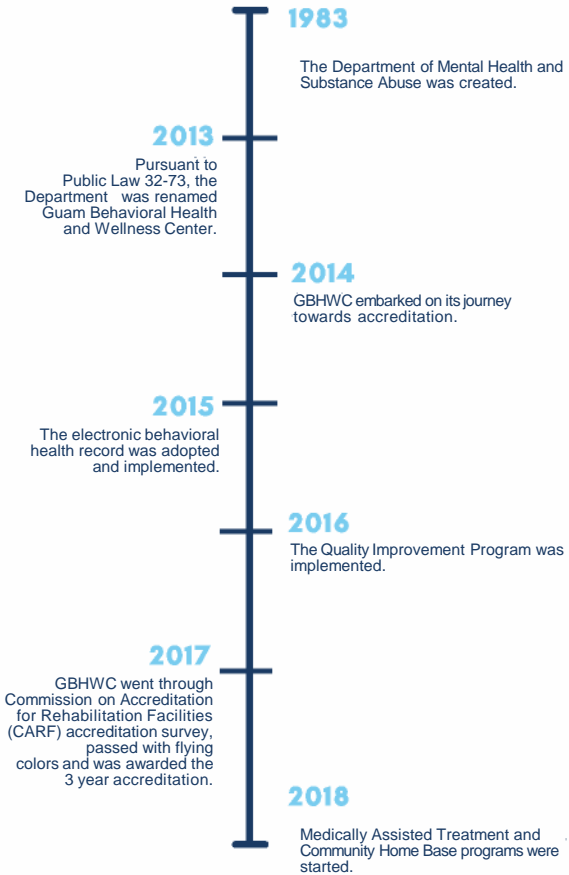 1983
The Department of Mental Health and
Substance Abuse was created.
2013
Pursuant to
Public Law 32-73, the
Department was renamed
Guam Behavioral Health
and Wellness Center.
2014
GBHWC embarked on its journey
towards accreditation.
2015
The electronic behavioral
health record was adopted
and implemented.
2016
The Quality Improvement Program was
implemented.
2017
GBHWC went through
Commission on Accreditation
for Rehabilitation Facilities
(CARF) accreditation survey,
passed with flying
colors and was awarded the
3 year accreditation.
2018
Medically Assisted Treatment and
Community Home Base programs were
started.